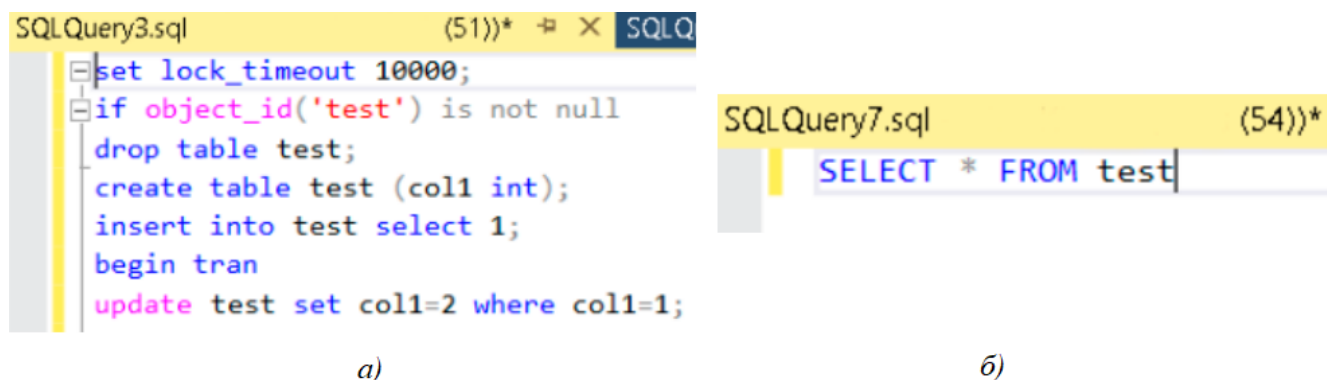 SQLQuery3.sql (51))* SQLQ
set lock_timeout 10000;
if object_id('test') is not null
drop table test;
create table test (col1 int);
insert into test select 1;
begin tran
update test set col1=2 where col1=1;
а)
SQLQuery7.sql (54))*
SELECT * FROM test
б)